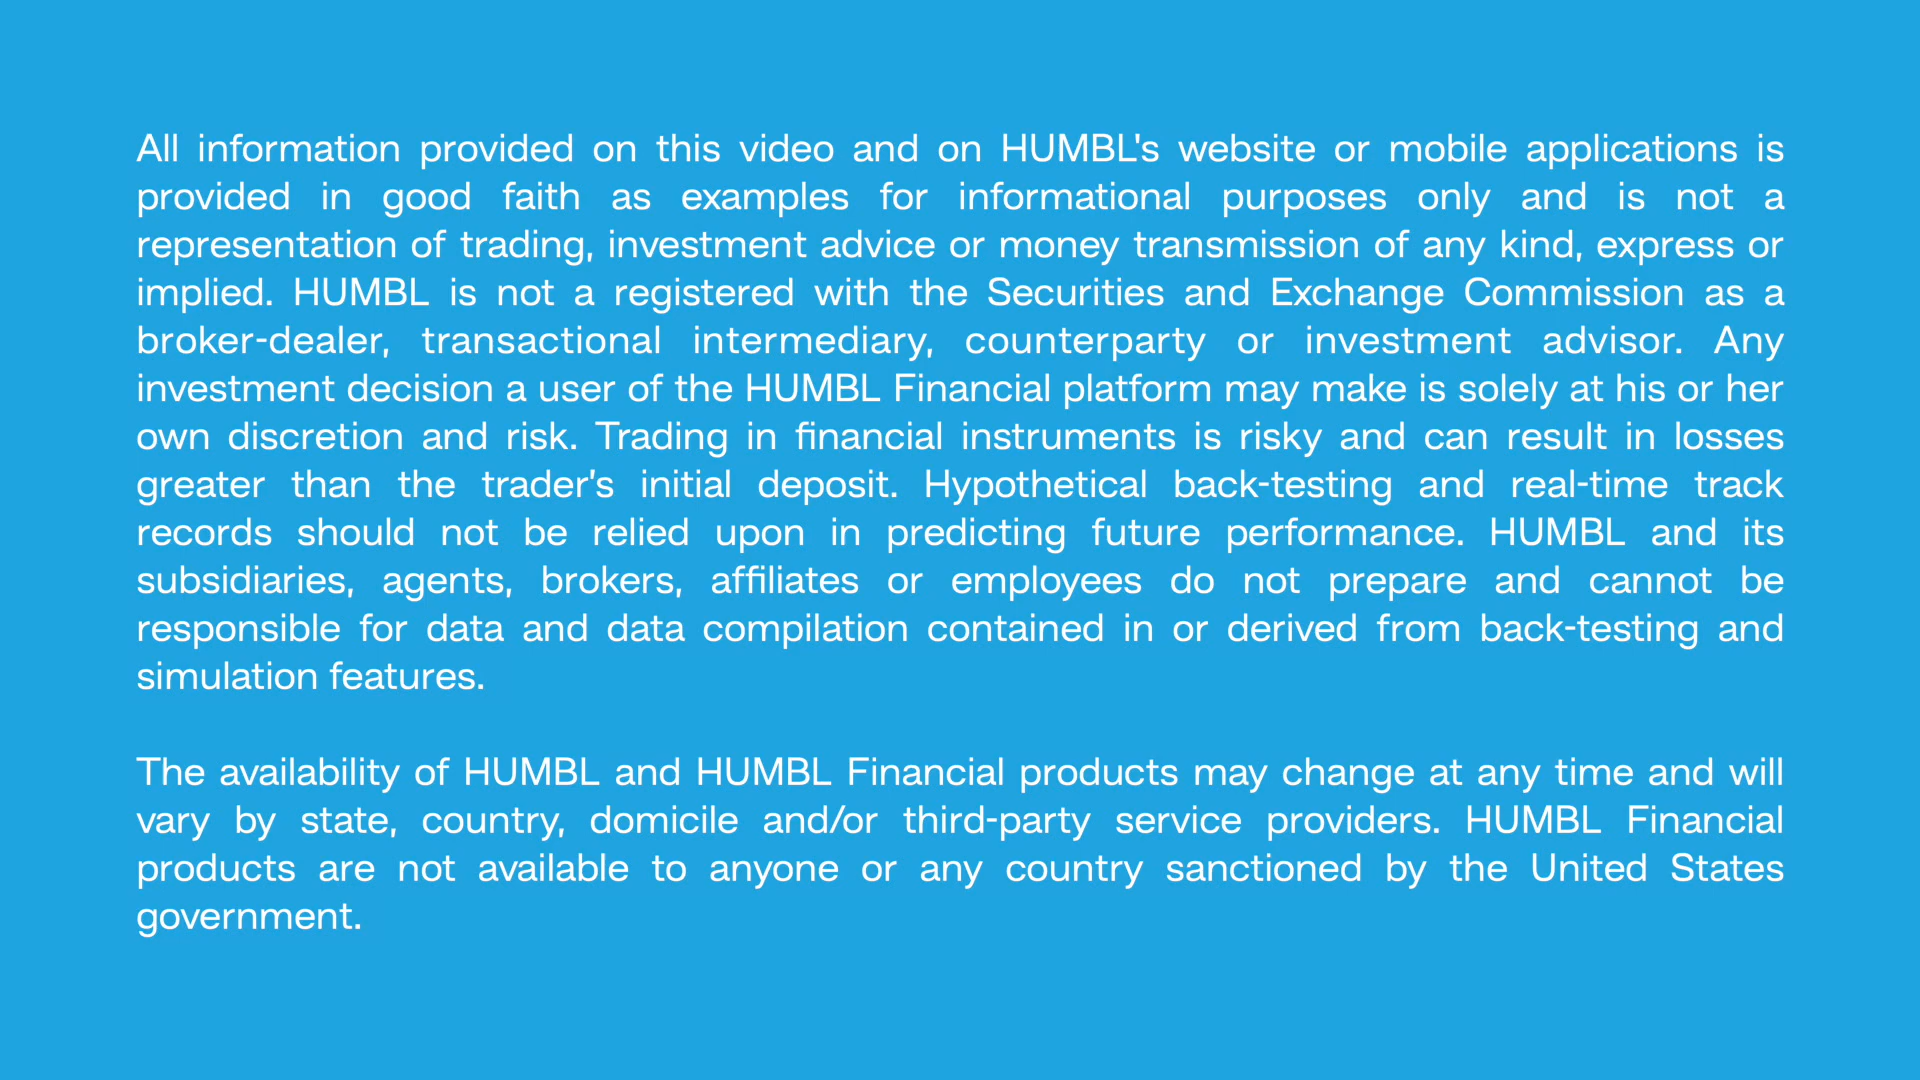 All information provided on this video and on HUMBL's website or mobile applications is
provided in good faith as examples for informational purposes only and is not a
representation of trading, investment advice or money transmission of any kind, express or
implied. HUMBL is not a registered with the Securities and Exchange Commission as a
broker-dealer, transactional intermediary, counterparty or investment advisor. Any
investment decision a user of the HUMBL Financial platform may make is solely at his or her
own discretion and risk. Trading in financial instruments is risky and can result in losses
greater than the trader's initial deposit. Hypothetical back-testing and real-time track
records should not be relied upon in predicting future performance. HUMBL and its
subsidiaries, agents, brokers, affiliates or employees do not prepare and cannot be
responsible for data and data compilation contained in or derived from back-testing and
simulation features.
The availability of HUMBL and HUMBL Financial products may change at any time and will
vary by state, country, domicile and/or third-party service providers. HUMBL Financial
products are not available to anyone or any country sanctioned by the United States
government.